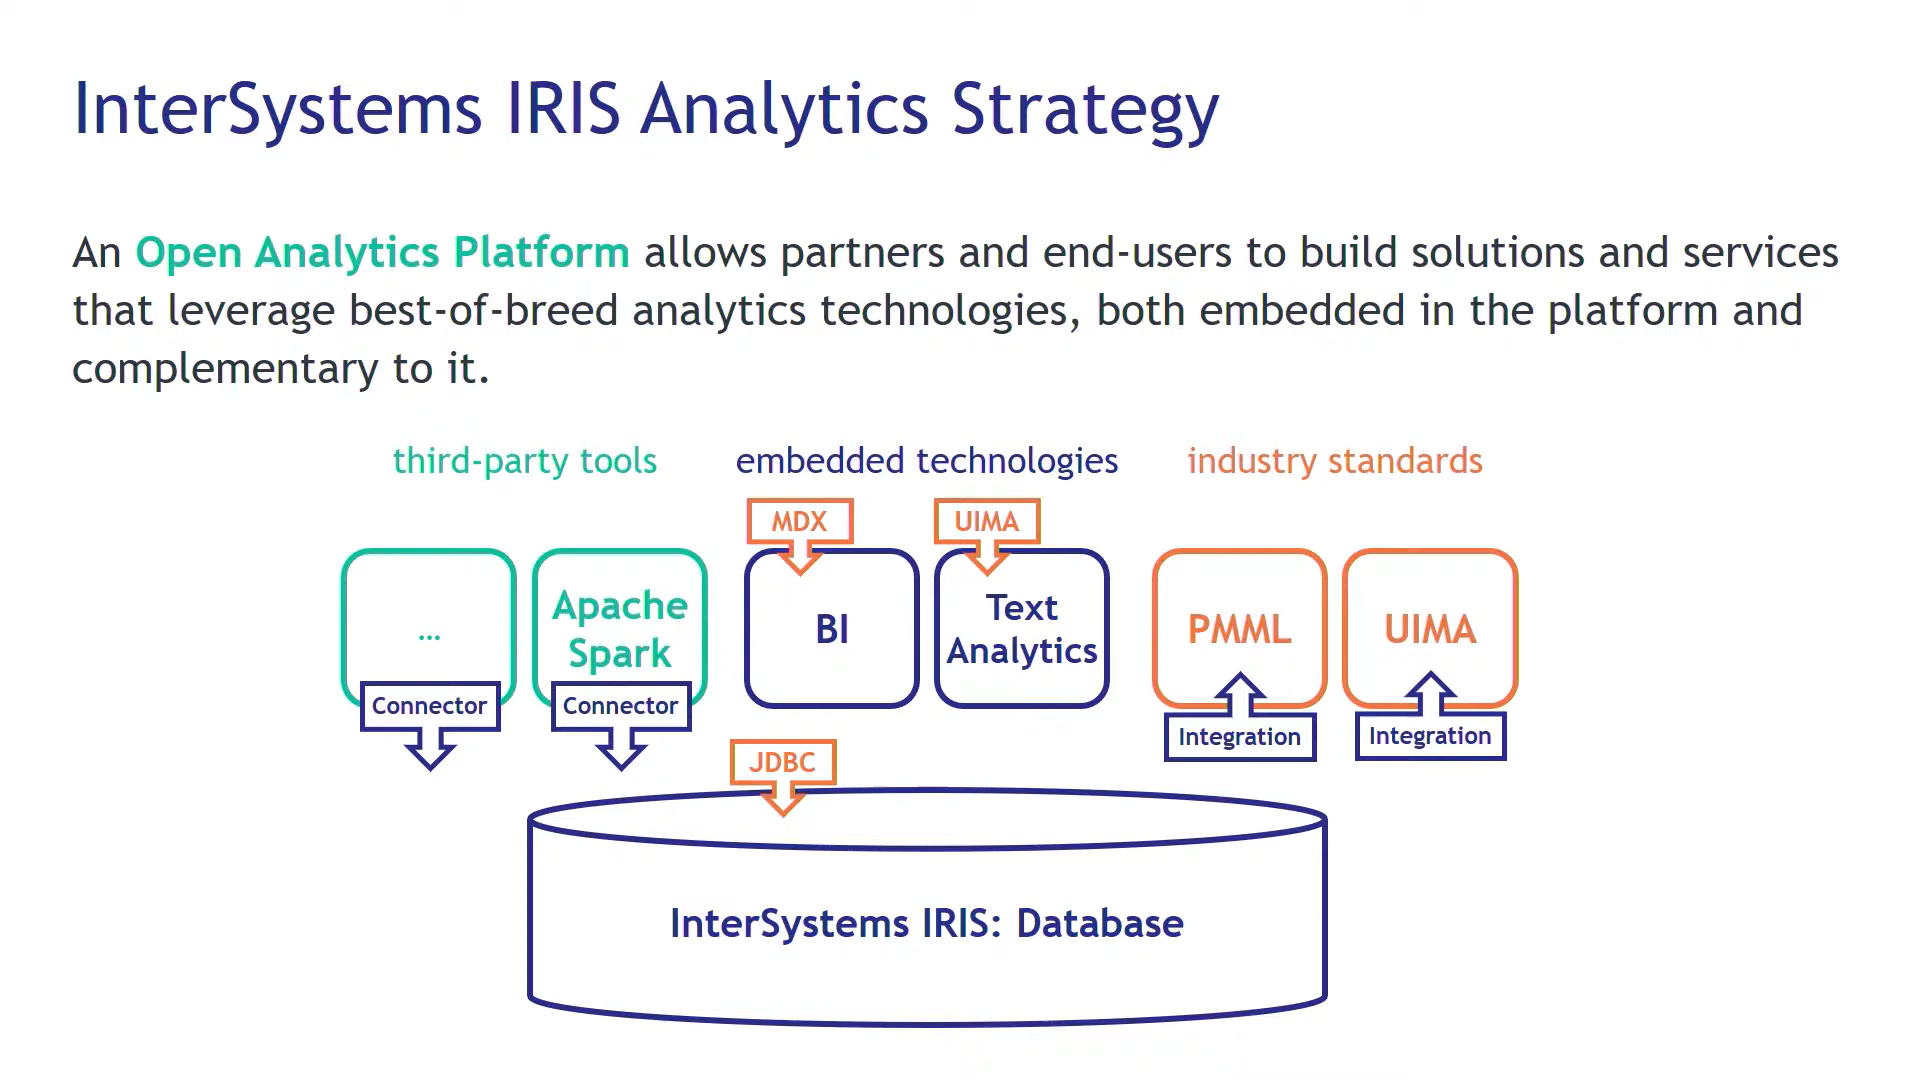 InterSystems IRIS Analytics Strategy
An Open Analytics Platform allows partners and end-users to build solutions and services
that leverage best-of-breed analytics technologies, both embedded in the platform and
complementary to it.
third-party tools
embedded technologies
industry standards
MDX
UIMA
...
Apache
Spark
BI
Text
Analytics
PMML
UIMA
Connector
Connector
Integration
Integration
JDBC
InterSystems IRIS: Database